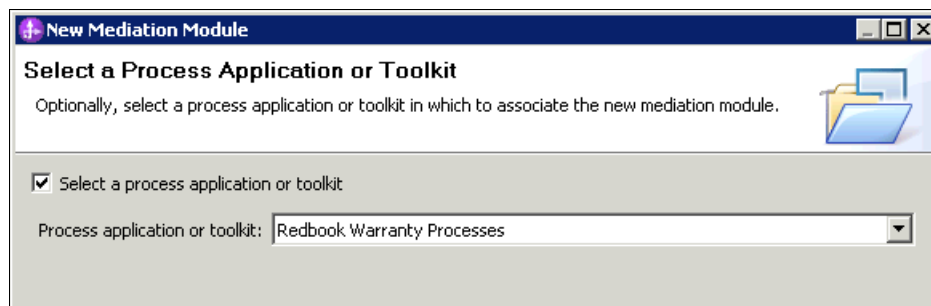 New Mediation Module
Select a Process Application or Toolkit
Optionally, select a process application or toolkit in which to associate the new mediation module.
Select a process application or toolkit
Process application or toolkit: Redbook Warranty Processes